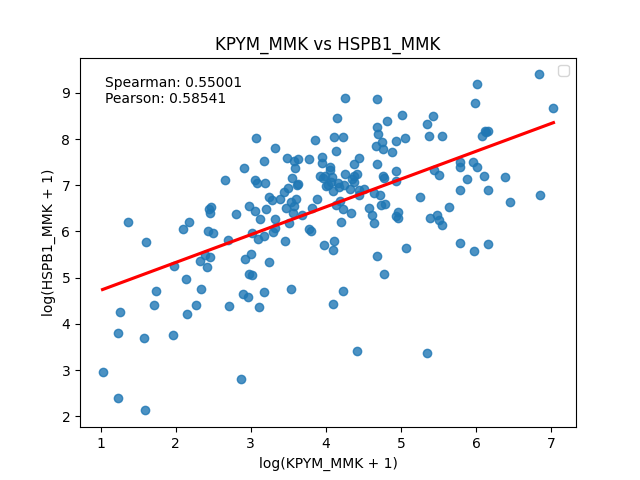 KPYM_MMK vs HSPB1_MMK
Spearman: 0.55001
Pearson: 0.58541
log(HSPB1_MMK + 1)
9
8
7
6
5
4
3
2
1 2 3 4 5 6 7
log(KPYM_MMK + 1)